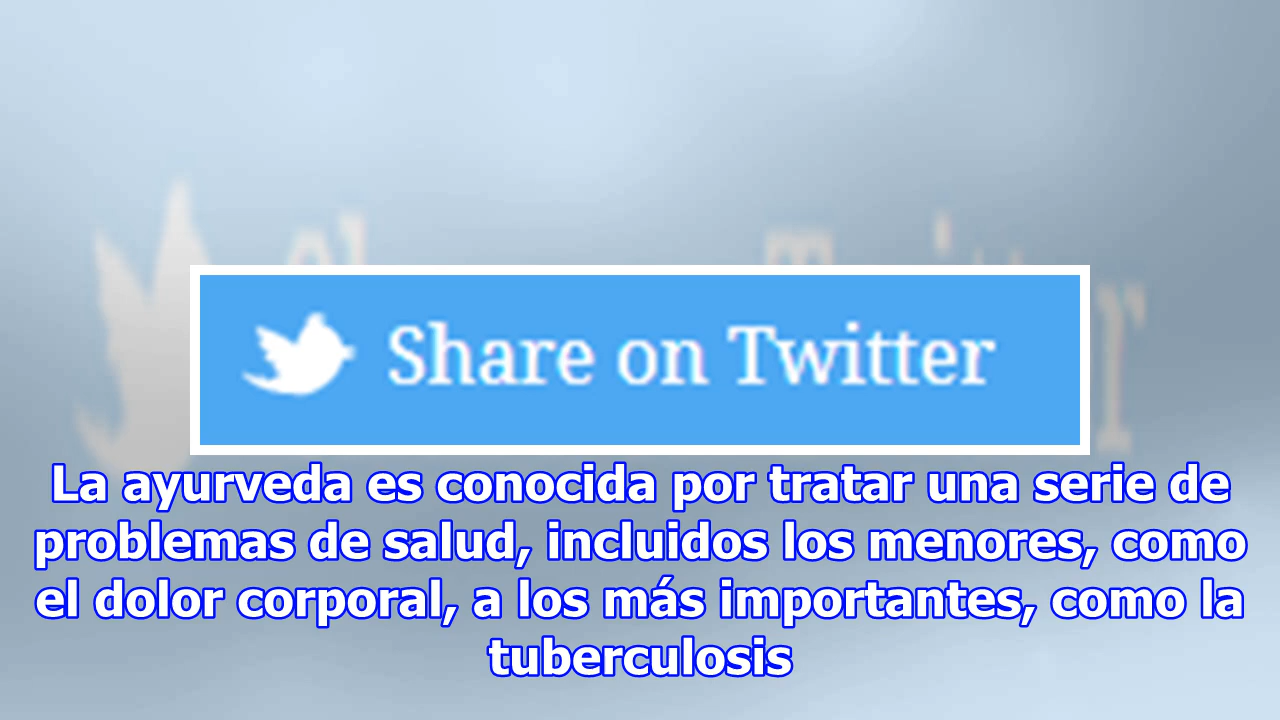 Share on Twitter
La ayurveda es conocida por tratar una serie de
problemas de salud, incluidos los menores, como
el dolor corporal, a los más importantes, como la
tuberculosis